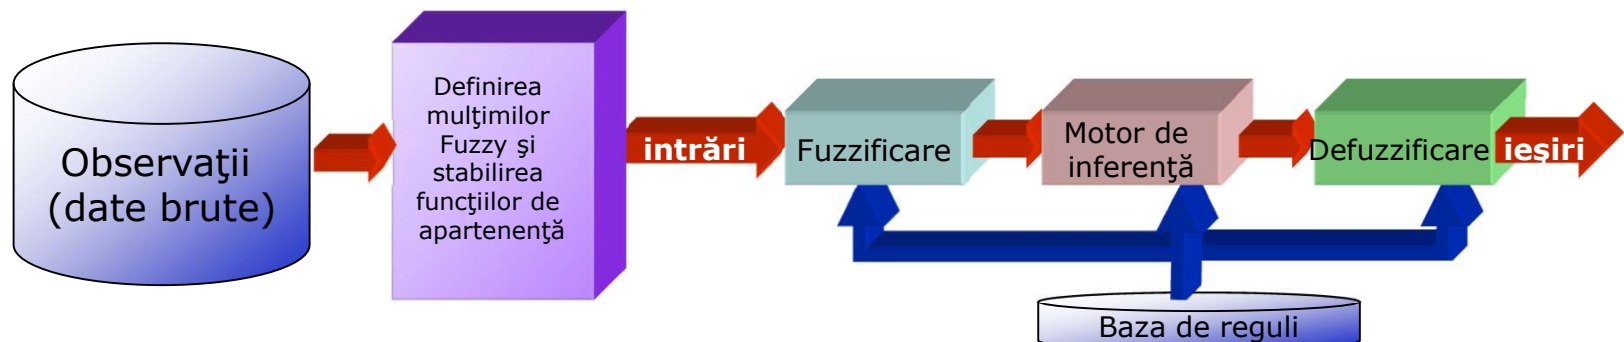 Observaţii
(date brute)
Definirea
mulţimilor
Fuzzy şi
stabilirea
funcţiilor de
apartenenţă
intrări
Fuzzificare
Motor de
inferenţă
Defuzzificare
ieşiri
Baza de reguli